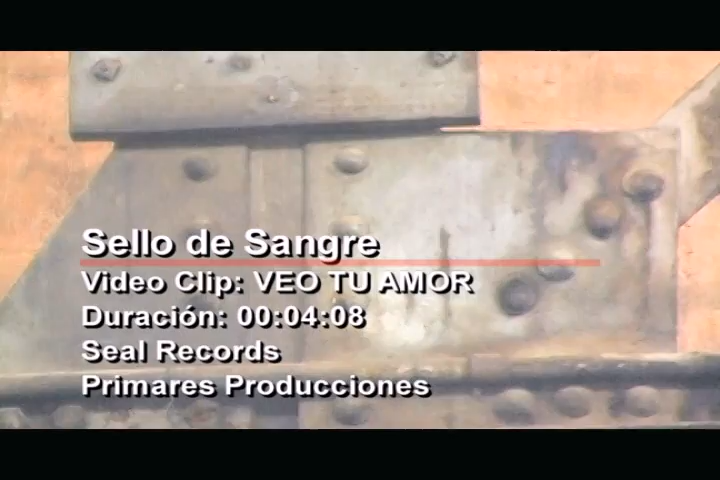 Sello de Sangre
Video Clip: VEO TU AMOR
Duración: 00:04:08
Seal Records
Primares Producciones